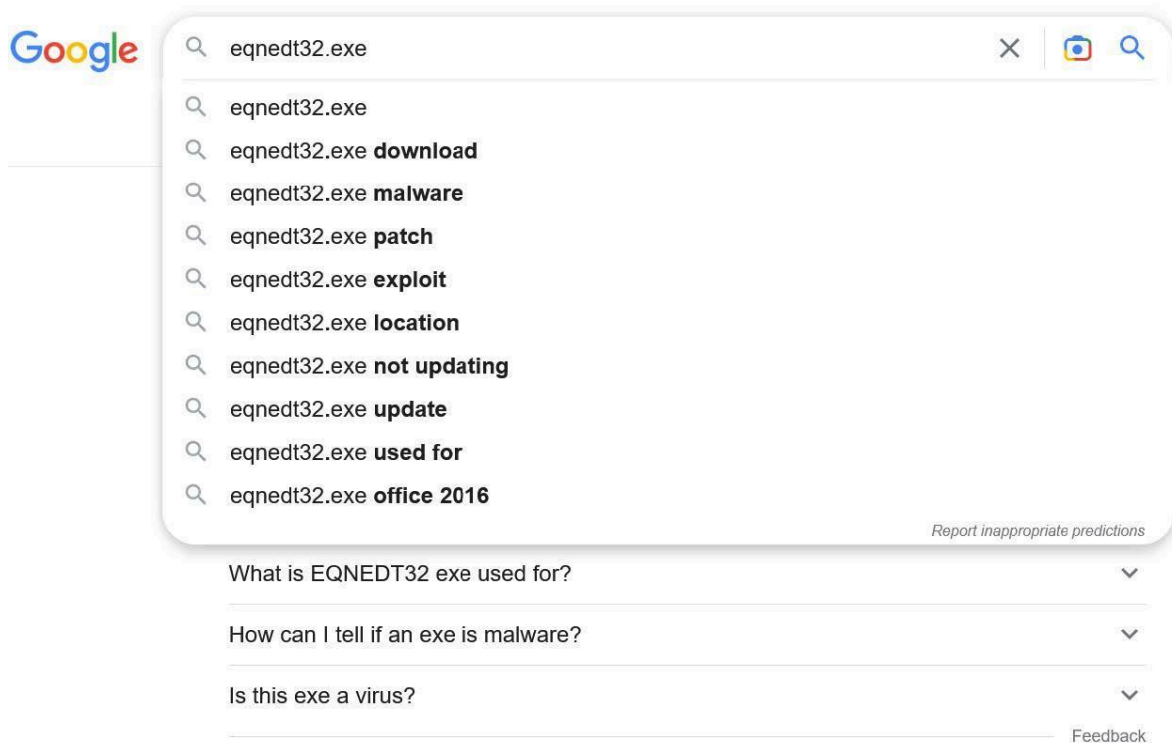 Google
eqnedt32.exe
eqnedt32.exe
eqnedt32.exe download
eqnedt32.exe malware
eqnedt32.exe patch
eqnedt32.exe exploit
eqnedt32.exe location
eqnedt32.exe not updating
eqnedt32.exe update
eqnedt32.exe used for
eqnedt32.exe office 2016
Report inappropriate predictions
What is EQNEDT32 exe used for?
How can I tell if an exe is malware?
Is this exe a virus?
Feedback